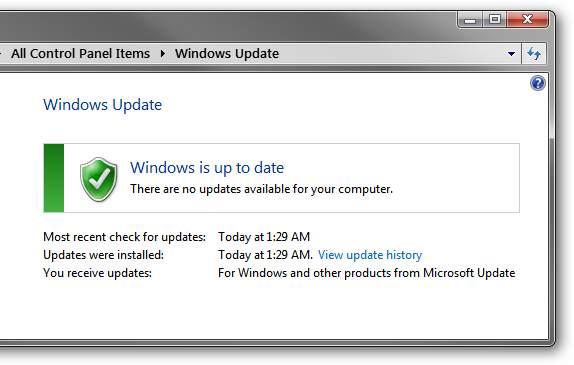 All Control Panel Items Windows Update
Windows Update
Windows is up to date
There are no updates available for your computer.
Most recent check for updates: Today at 1:29 AM
Updates were installed: Today at 1:29 AM. View update history
You receive updates: For Windows and other products from Microsoft Update